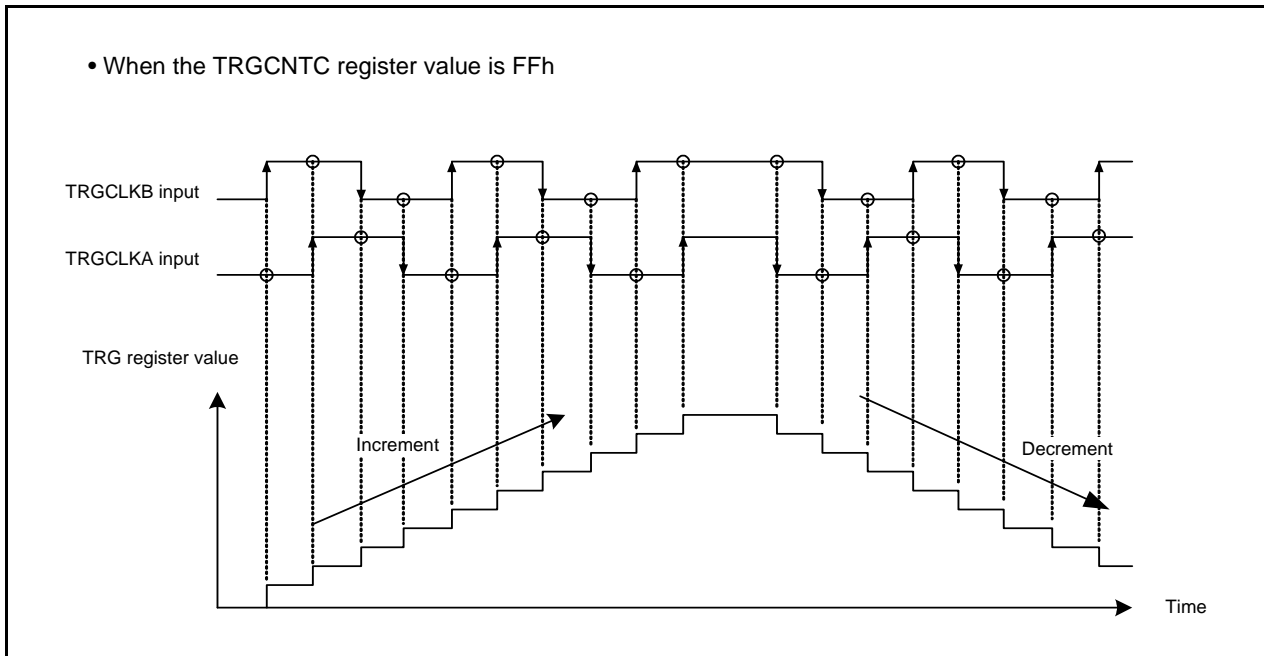 • When the TRGCNTC register value is FFh
TRGCLKB input
TRGCLKA input
TRG register value
Increment
Decrement
Time